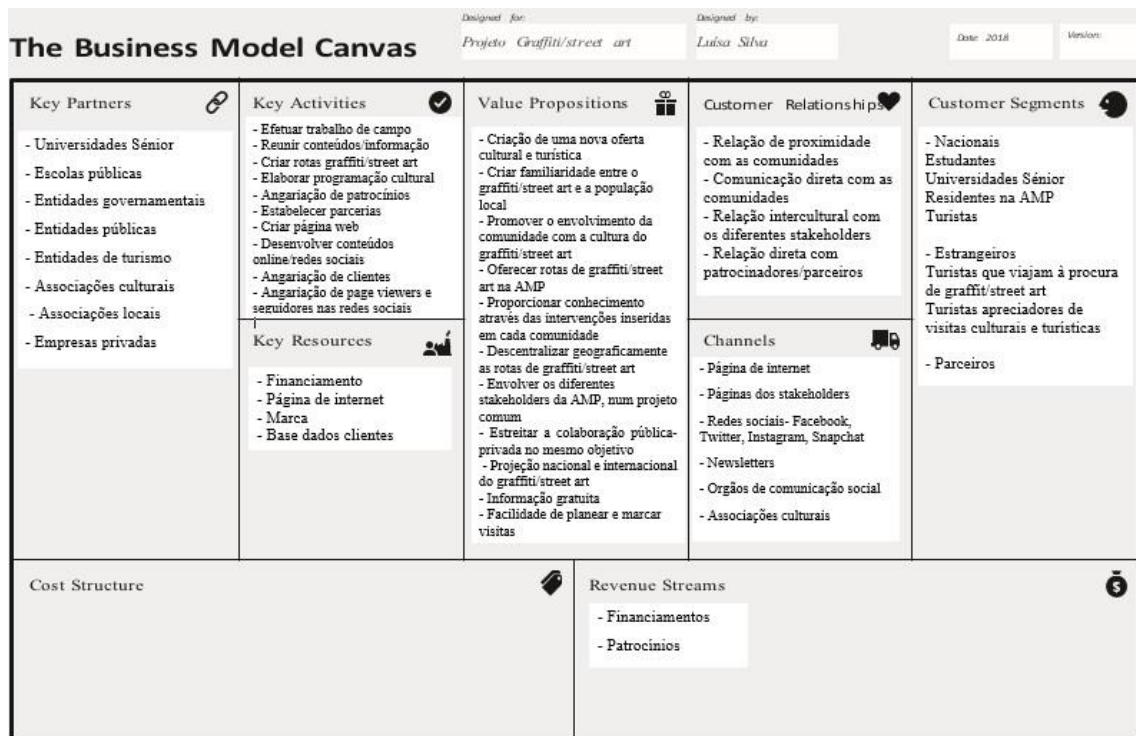 The Business Model Canvas
Designed for:
Projeto Graffiti/street art
Designed by:
Luísa Silva
Date 2018
Version:
Key Partners
- Universidades Sénior
- Escolas públicas
- Entidades governamentais
- Entidades públicas
- Entidades de turismo
- Associações culturais
- Associações locais
- Empresas privadas
Key Activities
- Efetuar trabalho de campo
- Reunir conteúdos/informação
- Criar rotas graffiti/street art
- Elaborar programação cultural
- Angariação de patrocínios
- Estabelecer parcerias
- Criar página web
- Desenvolver conteúdos
online/redes sociais
- Angariação de clientes
- Angariação de page viewers e
seguidores nas redes sociais
Key Resources
- Financiamento
- Página de internet
- Marca
- Base dados clientes
Value Propositions
- Criação de uma nova oferta
cultural e turística
- Criar familiaridade entre o
graffiti/street art e a população
local
- Promover o envolvimento da
comunidade com a cultura do
graffiti/street art
- Oferecer rotas de graffiti/street
art na AMP
- Proporcionar conhecimento
através das intervenções inseridas
em cada comunidade
- Descentralizar geograficamente
as rotas de graffiti/street art
- Envolver os diferentes
stakeholders da AMP, num projeto
comum
- Estreitar a colaboração pública-
privada no mesmo objetivo
- Projeção nacional e internacional
do graffiti/street art
- Informação gratuita
- Facilidade de planear e marcar
visitas
Customer Relationships
- Relação de proximidade
com as comunidades
- Comunicação direta com as
comunidades
- Relação intercultural com
os diferentes stakeholders
- Relação direta com
patrocinadores/parceiros
Channels
- Página de internet
- Páginas dos stakeholders
- Redes sociais- Facebook,
Twitter, Instagram, Snapchat
- Newsletters
- Orgãos de comunicação social
- Associações culturais
Customer Segments
- Nacionais
Estudantes
Universidades Sénior
Residentes na AMP
Turistas
- Estrangeiros
Turistas que viajam à procura
de graffit/street art
Turistas apreciadores de
visitas culturais e turísticas
- Parceiros
Cost Structure
Revenue Streams
- Financiamentos
- Patrocínios